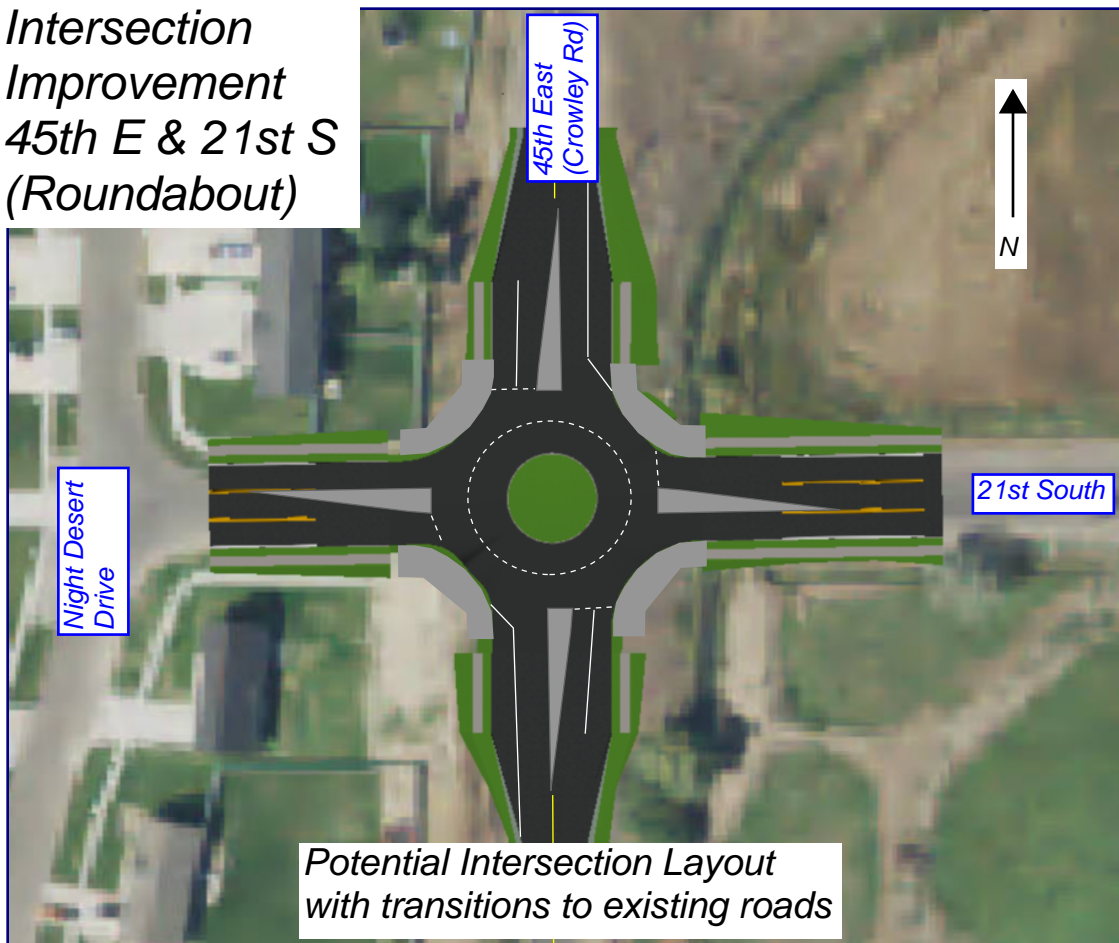 Intersection
Improvement
45th E & 21st S
(Roundabout)
45th East
(Crowley Rd)
N
21st South
Night Desert
Drive
Potential Intersection Layout
with transitions to existing roads